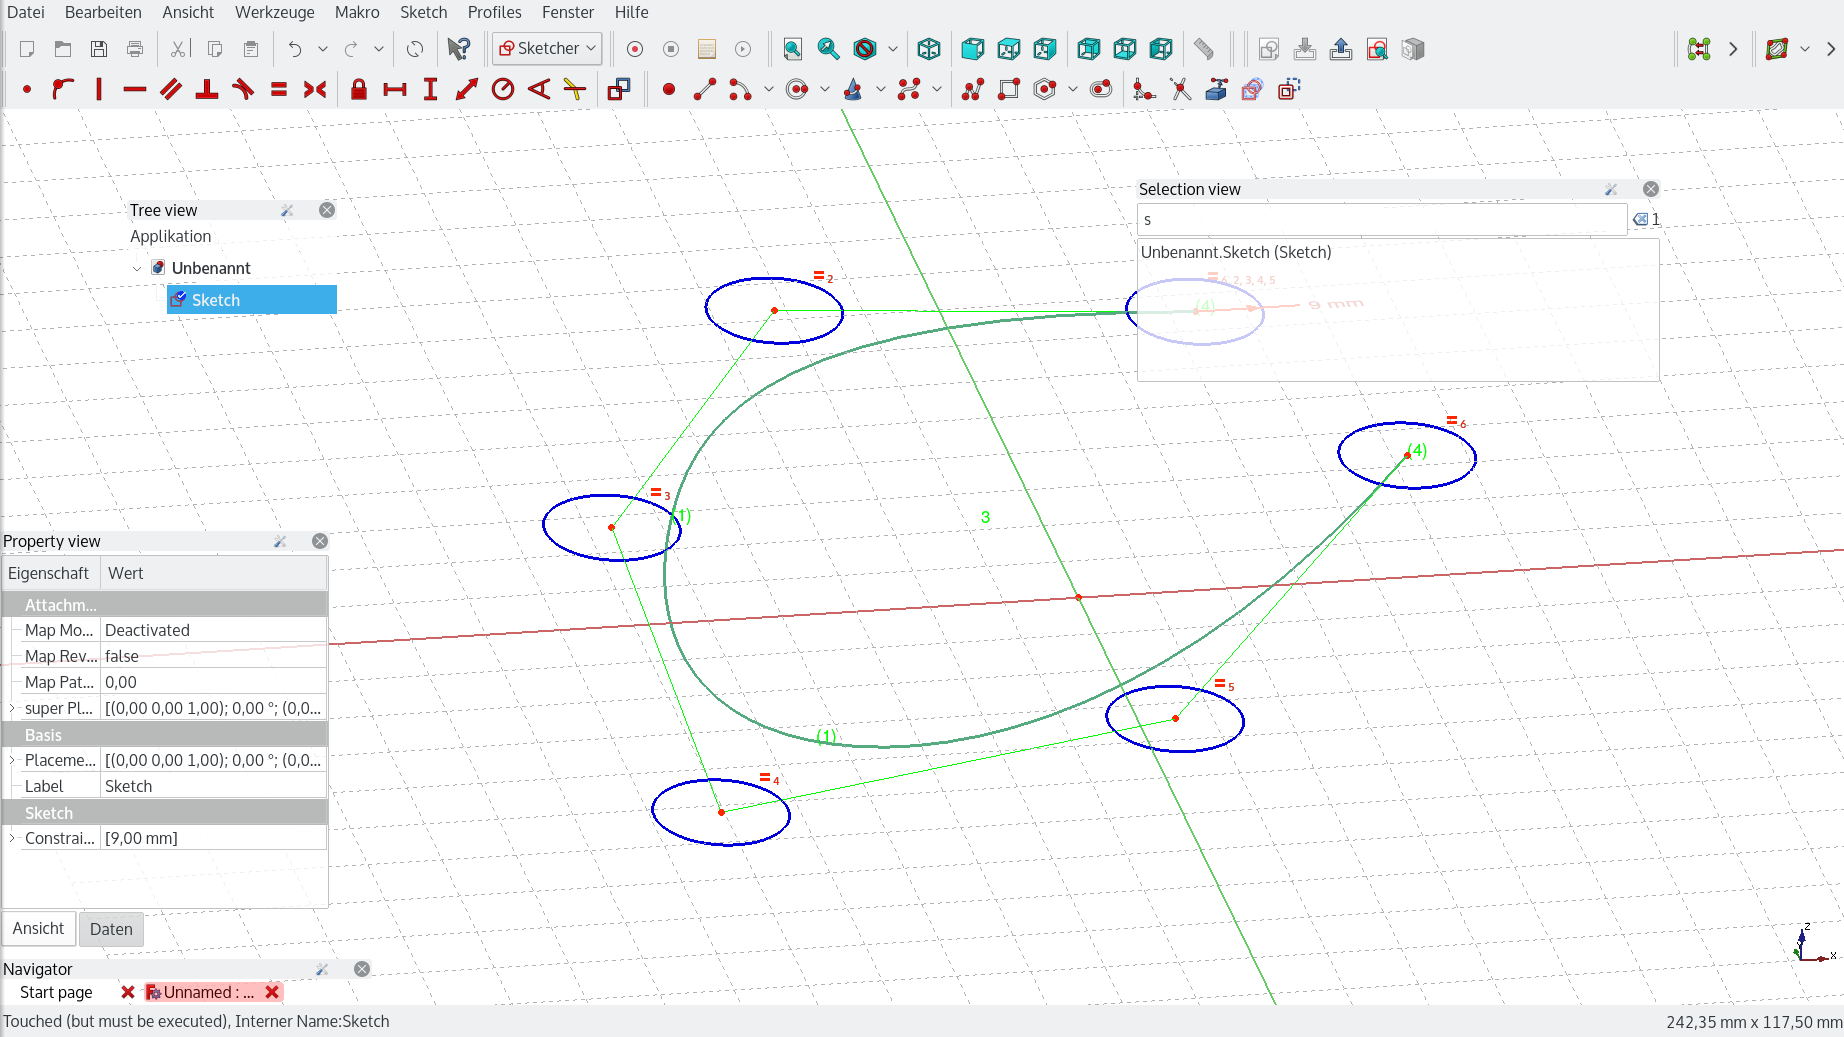 Datei Bearbeiten Ansicht Werkzeuge Makro Sketch Profiles Fenster Hilfe
Sketcher
Selection view
s 1
Unbenannt.Sketch (Sketch)
Tree view
Applikation
Unbenannt
Sketch
= 2
= 6, 2, 3, 4, 5
(4)
9 mm
= 6
(4)
= 3
(1)
3
= 5
(1)
= 4
Property view
Eigenschaft Wert
Attachm...
Map Mo... Deactivated
Map Rev... false
Map Pat... 0,00
super Pl... [(0,00 0,00 1,00); 0,00 °; (0,0...
Basis
Placeme... [(0,00 0,00 1,00); 0,00 °; (0,0...
Label Sketch
Sketch
Constrai... [9,00 mm]
Ansicht Daten
Navigator
Start page Unnamed : ...
z
x
Touched (but must be executed), Interner Name:Sketch 242,35 mm x 117,50 mm